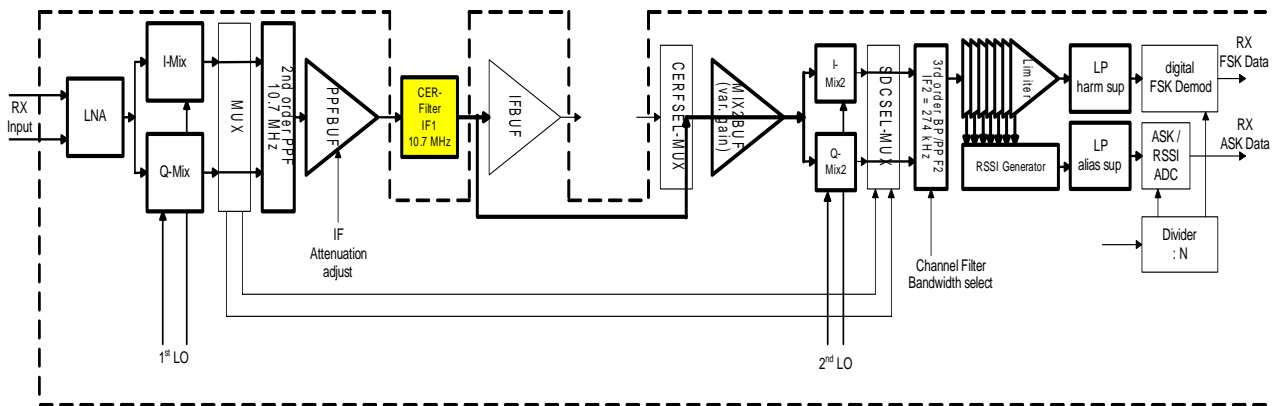 RX
Input
LNA
I-Mix
Q-Mix
MUX
2nd order PPF
10.7 MHz
PPFBUF
IF
Attenuation
adjust
1st LO
CER-
Filter
IF1
10.7 MHz
IFBUF
CERFSEL-MUX
MIX2BUF
(var. gain)
I-
Mix2
Q-
Mix2
2nd LO
SDCSEL-MUX
3rd order BP/PPF2
IF2 = 274 kHz
Channel Filter
Bandwidth select
Limiter
RSSI Generator
LP
harm sup
LP
alias sup
digital
FSK Demod
ASK /
RSSI
ADC
Divider
: N
RX
FSK Data
RX
ASK Data